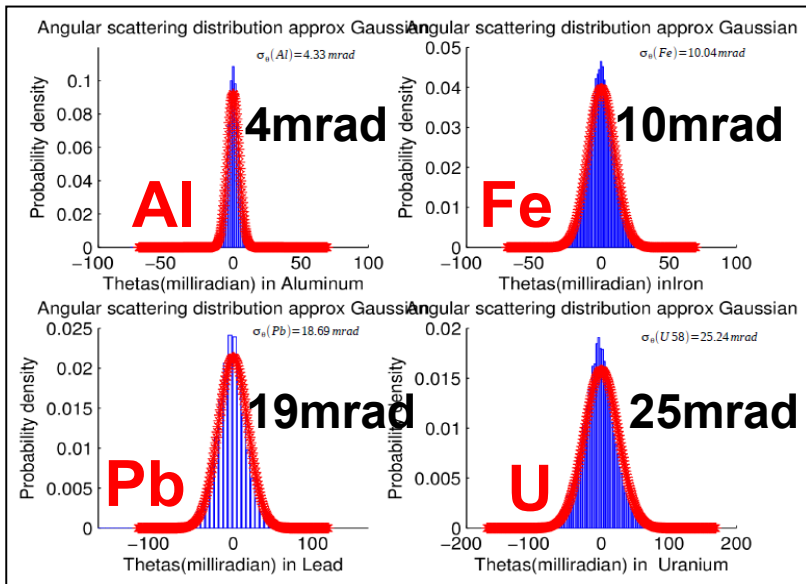 Angular scattering distribution approx Gaussian
σθ(Al)=4.33 mrad
4mrad
Al
Probability density
0.1
0.08
0.06
0.04
0.02
0
−100
−50
0
50
100
Thetas(milliradian) in Aluminum
Angular scattering distribution approx Gaussian
σθ(Fe)=10.04 mrad
10mrad
Fe
Probability density
0.05
0.04
0.03
0.02
0.01
0
−100
−50
0
50
100
Thetas(milliradian) inIron
Angular scattering distribution approx Gaussian
σθ(Pb)=18.69 mrad
19mrad
Pb
Probability density
0.025
0.02
0.015
0.01
0.005
0
−100
0
100
Thetas(milliradian) in Lead
Angular scattering distribution approx Gaussian
σθ(U 58)=25.24 mrad
25mrad
U
Probability density
0.02
0.015
0.01
0.005
0
−200
−100
0
100
200
Thetas(milliradian) in Uranium